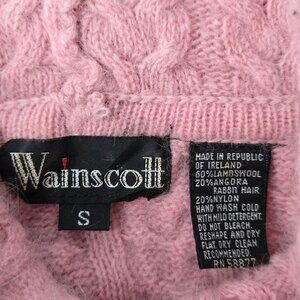 Wainscott
S
MADE IN REPUBLIC
OF IRELAND
60% LAMBSWOOL
20% ANGORA
RABBIT HAIR
20% NYLON
HAND WASH COLD
WITH MILD DETERGENT.
DO NOT BLEACH.
RESHAPE AND DRY
FLAT. DRY CLEAN
RECOMMENDED.
RN 58877